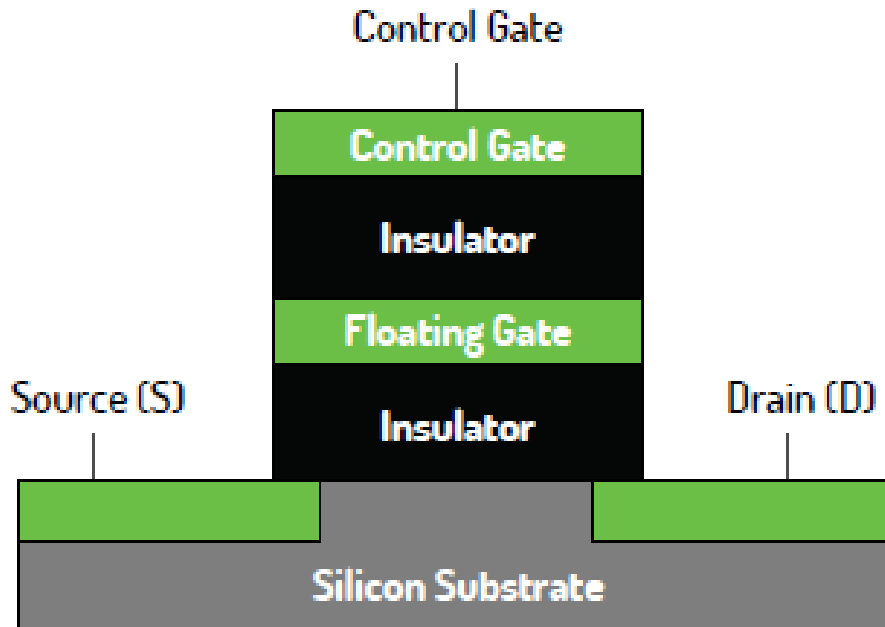 Control Gate
Control Gate
Insulator
Floating Gate
Source (S)
Drain (D)
Insulator
Silicon Substrate